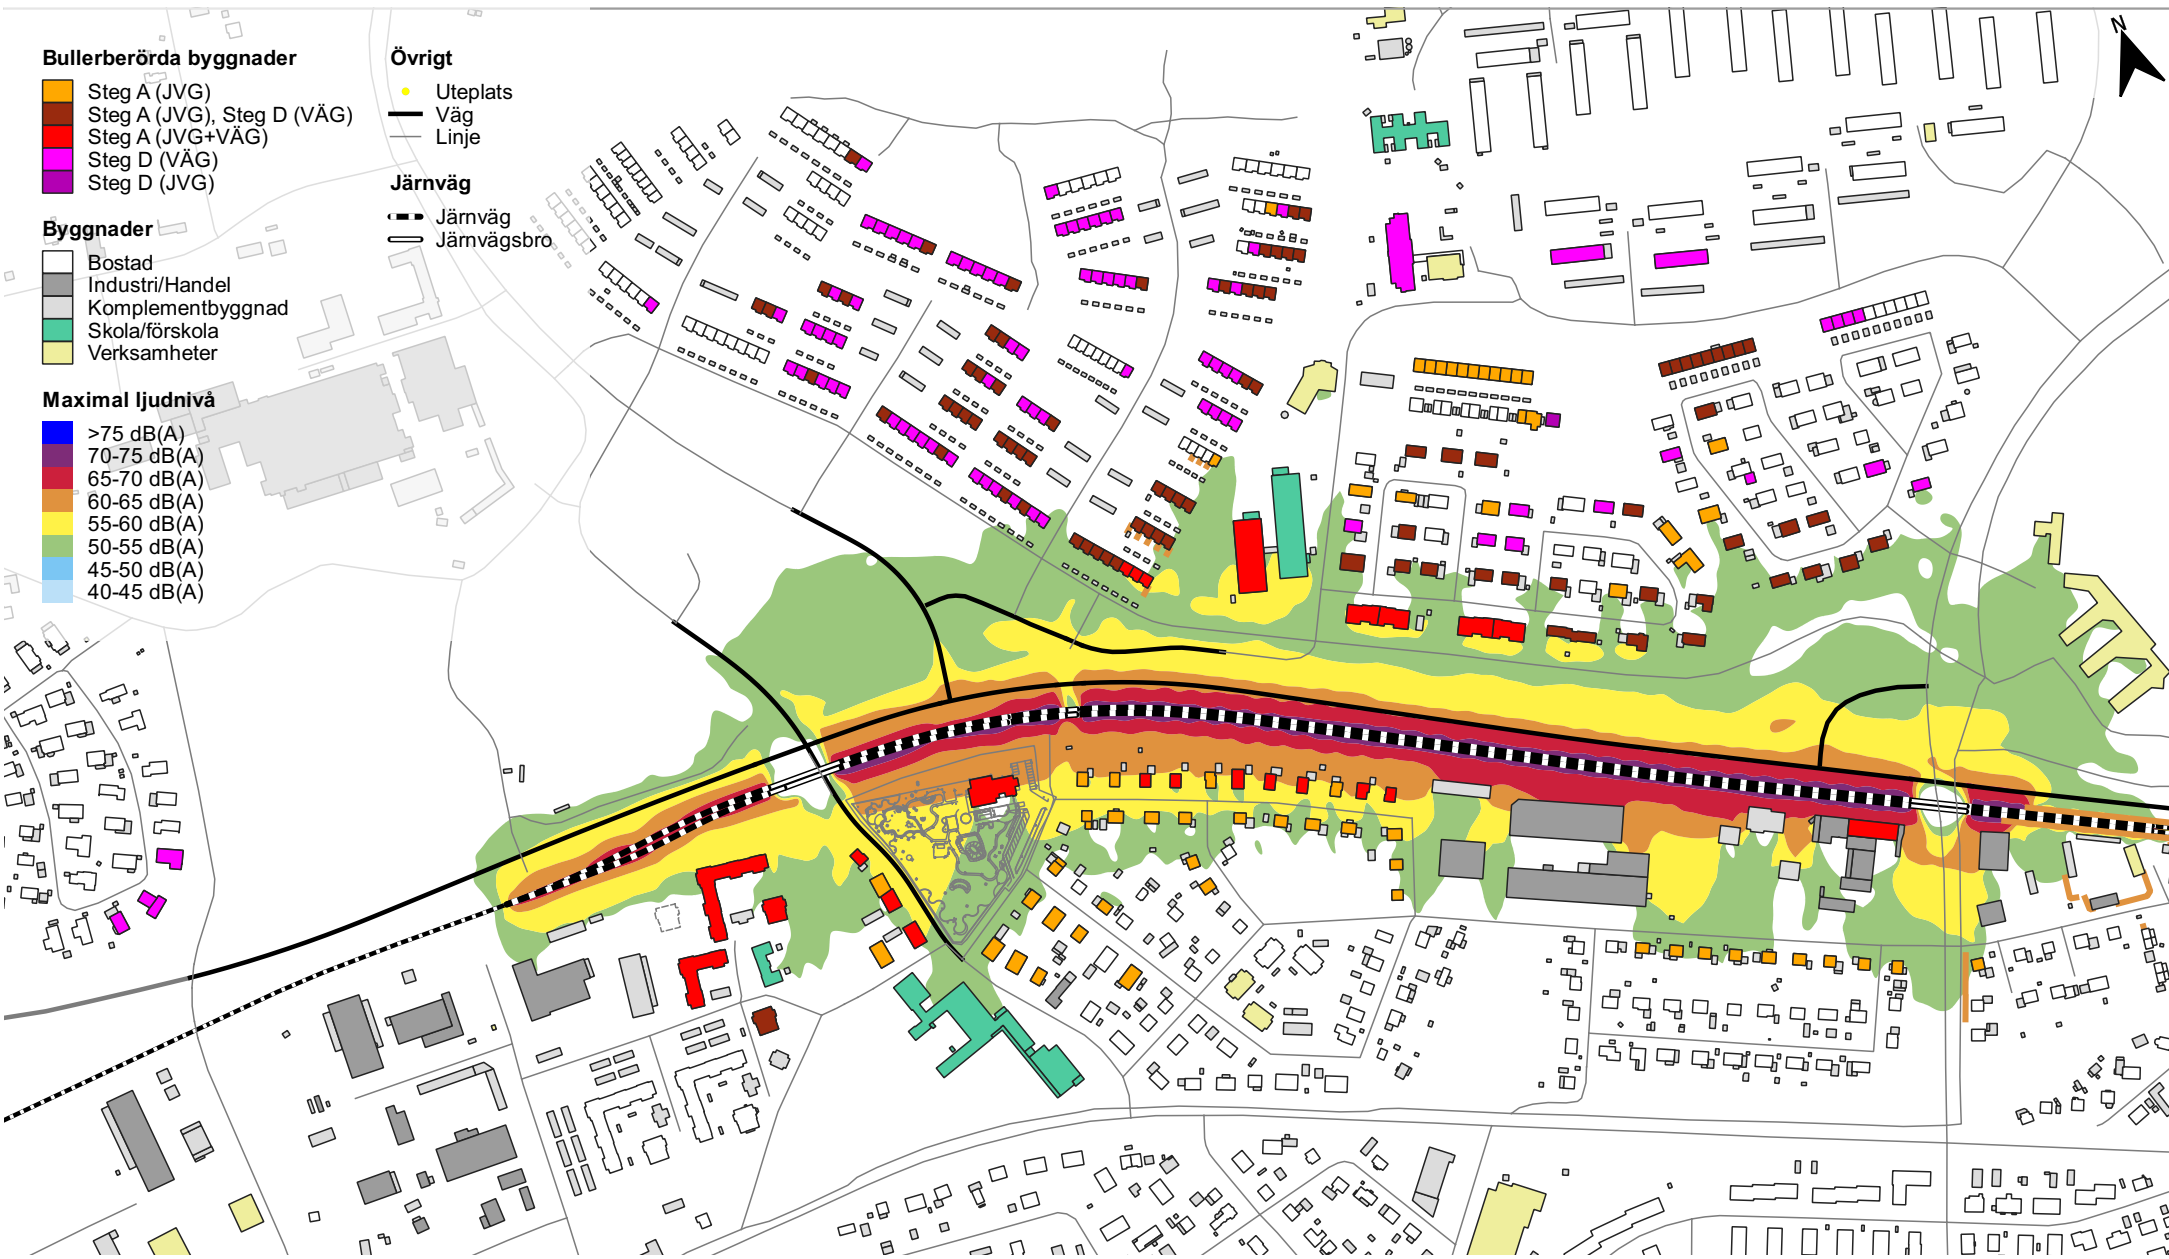 Bullerberörda byggnader
Steg A (JVG)
Steg A (JVG), Steg D (VÄG)
Steg A (JVG+VÄG)
Steg D (VÄG)
Steg D (JVG)
Byggnader
Bostad
Industri/Handel
Komplementbyggnad
Skola/förskola
Verksamheter
Maximal ljudnivå
>75 dB(A)
70-75 dB(A)
65-70 dB(A)
60-65 dB(A)
55-60 dB(A)
50-55 dB(A)
45-50 dB(A)
40-45 dB(A)
Övrigt
Uteplats
Väg
Linje
Järnväg
Järnväg
Järnvägsbro
N